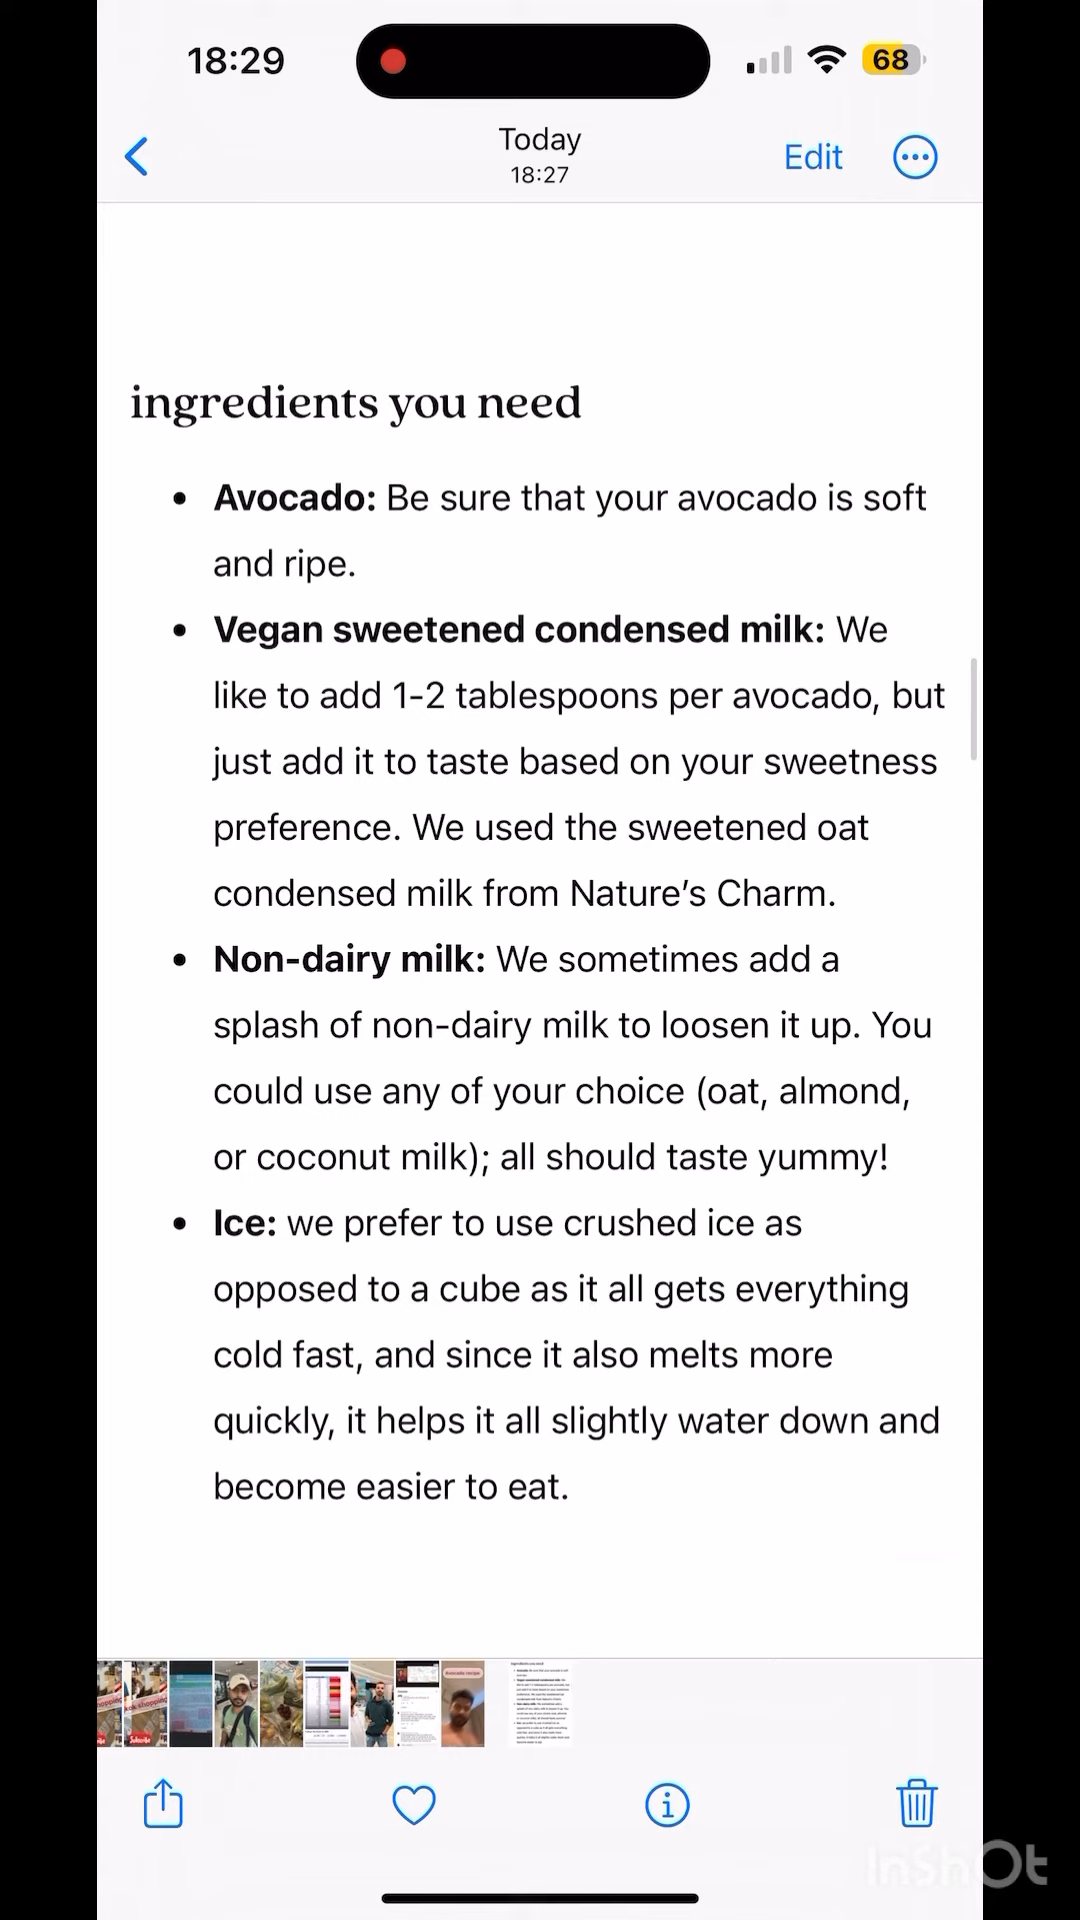 18:29
68
Today
18:27
Edit
ingredients you need
• Avocado: Be sure that your avocado is soft
and ripe.
• Vegan sweetened condensed milk: We
like to add 1-2 tablespoons per avocado, but
just add it to taste based on your sweetness
preference. We used the sweetened oat
condensed milk from Nature's Charm.
• Non-dairy milk: We sometimes add a
splash of non-dairy milk to loosen it up. You
could use any of your choice (oat, almond,
or coconut milk); all should taste yummy!
• Ice: we prefer to use crushed ice as
opposed to a cube as it all gets everything
cold fast, and since it also melts more
quickly, it helps it all slightly water down and
become easier to eat.
InShOt